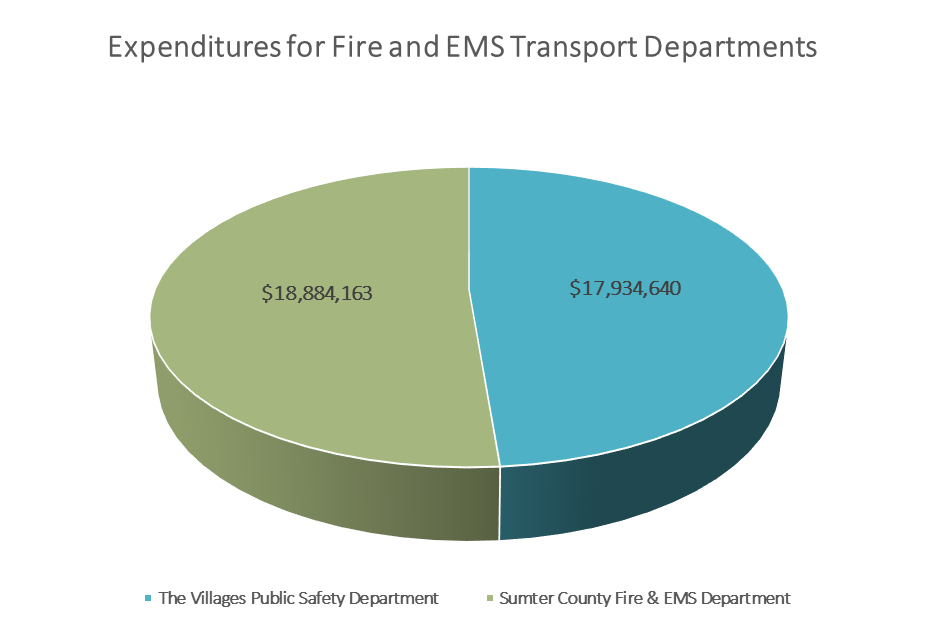 Expenditures for Fire and EMS Transport Departments
$18,884,163
$17,934,640
The Villages Public Safety Department
Sumter County Fire & EMS Department